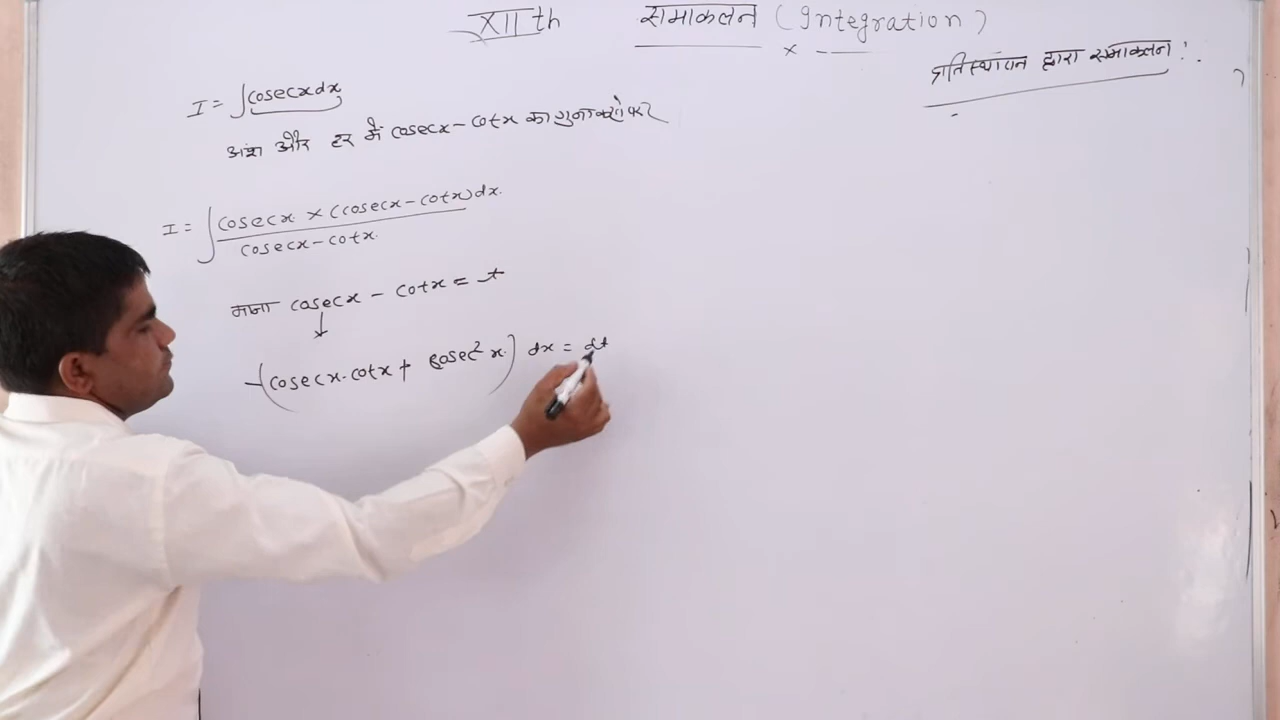 XII th समाकलन (Integration)
×
प्रतिस्थापन द्वारा समाकलन :.
I = ∫cosecx dx
अंश और हर में cosecx - cotx का गुना करने पर
I = ∫ cosecx × (cosecx - cotx) dx.
cosecx - cotx.
माना cosecx - cotx = t
-(cosecx.cotx + cosec² x.) dx = dt